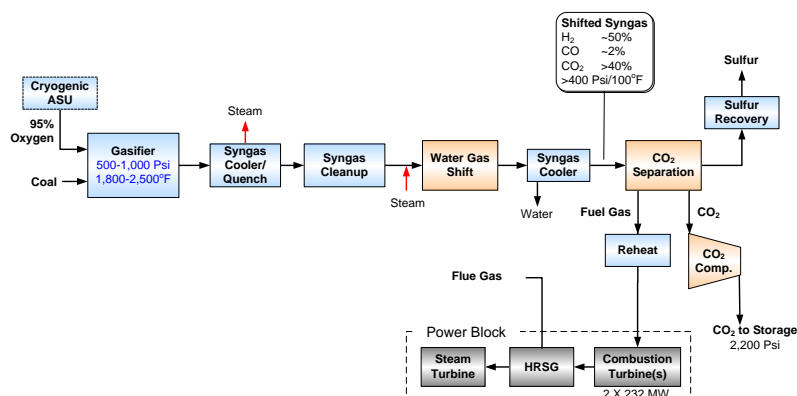 Shifted Syngas
H₂ ~50%
CO ~2%
CO₂ >40%
>400 Psi/100°F
Sulfur
Cryogenic
ASU
Steam
Sulfur
Recovery
95%
Oxygen
Gasifier
500-1,000 Psi
1,800-2,500°F
Syngas
Cooler/
Quench
Syngas
Cleanup
Water Gas
Shift
Syngas
Cooler
CO₂
Separation
Coal
Steam
Water
Fuel Gas
CO₂
Reheat
CO₂
Comp.
Flue Gas
CO₂ to Storage
2,200 Psi
Power Block
Steam
Turbine
HRSG
Combustion
Turbine(s)
2 X 232 MW